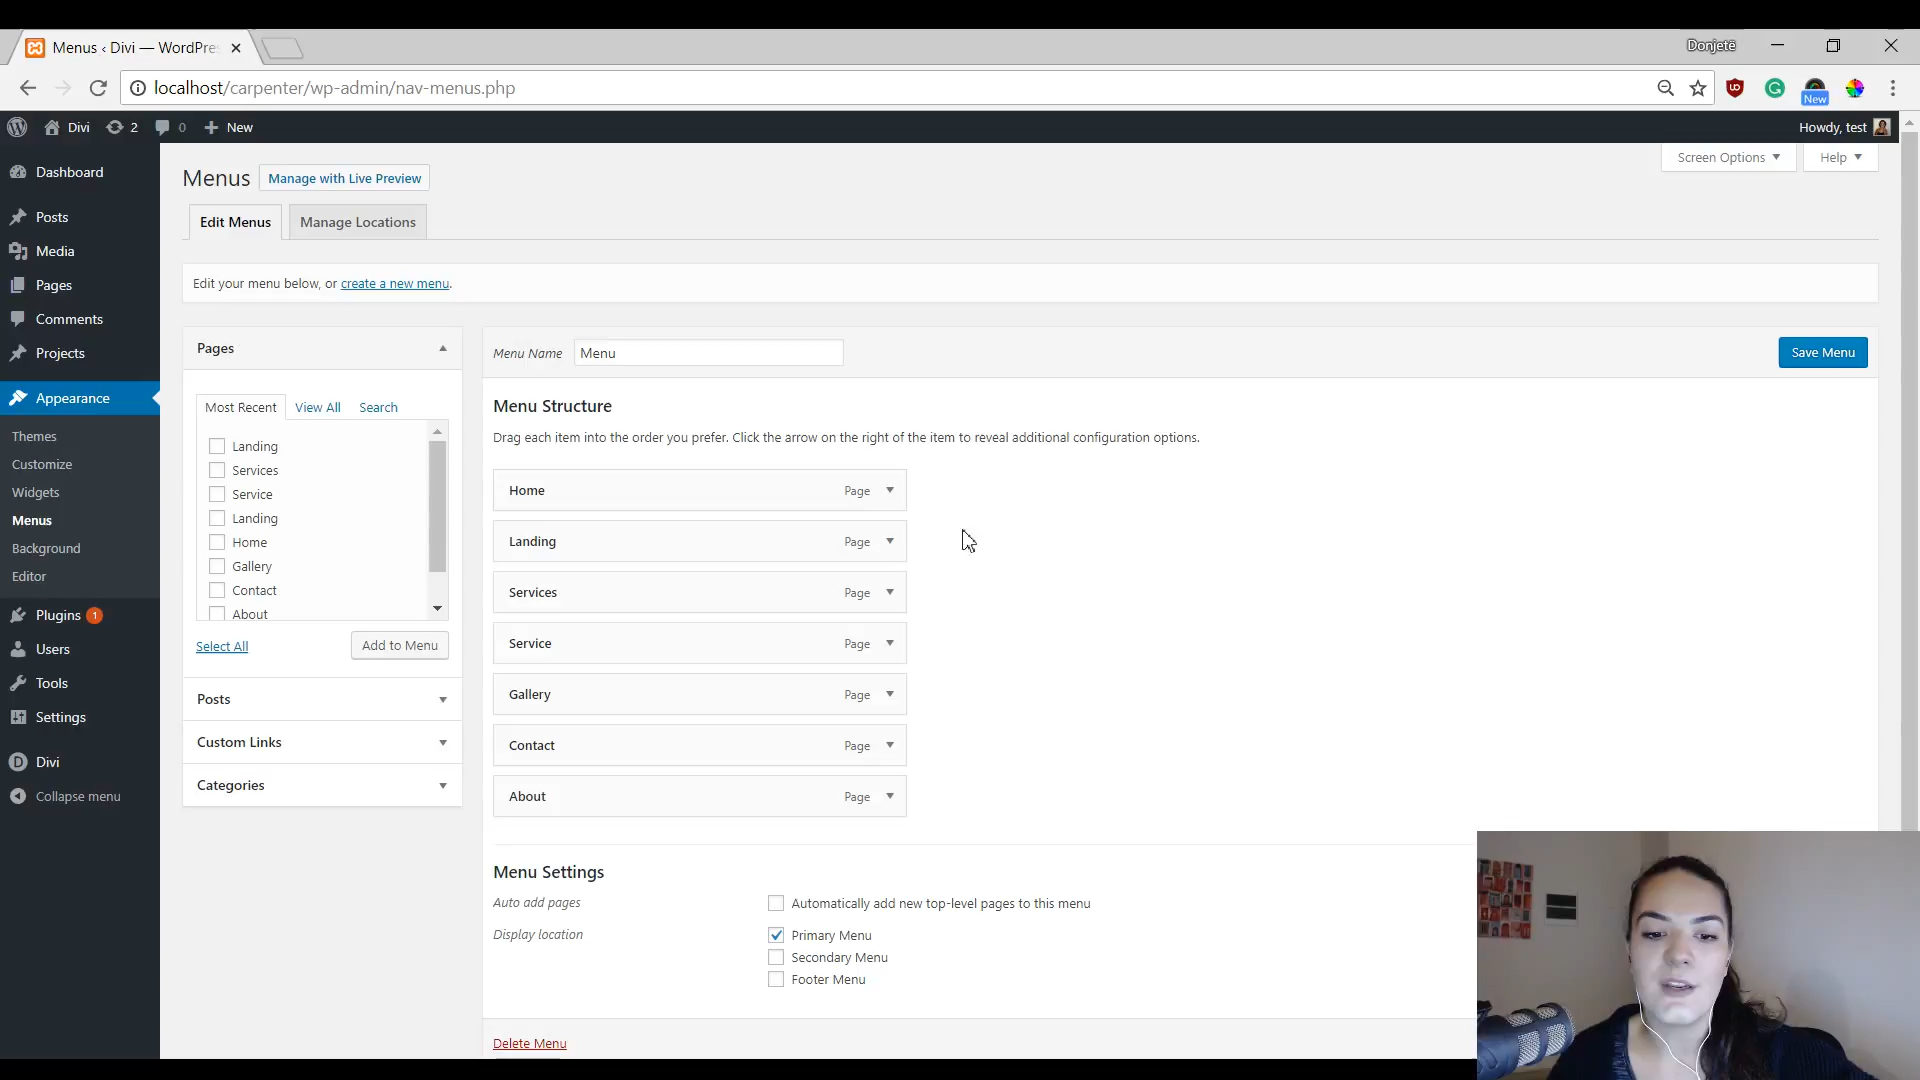 Menus ‹ Divi — WordPre
Donjetë
localhost/carpenter/wp-admin/nav-menus.php
New
Divi 2 0 New
Howdy, test
Screen Options
Help
Dashboard
Posts
Media
Pages
Comments
Projects
Appearance
Themes
Customize
Widgets
Menus
Background
Editor
Plugins 1
Users
Tools
Settings
Divi
Collapse menu
Menus
Manage with Live Preview
Edit Menus
Manage Locations
Edit your menu below, or create a new menu.
Pages
Most Recent
View All
Search
Landing
Services
Service
Landing
Home
Gallery
Contact
About
Select All
Add to Menu
Posts
Custom Links
Categories
Menu Name
Menu
Save Menu
Menu Structure
Drag each item into the order you prefer. Click the arrow on the right of the item to reveal additional configuration options.
Home Page
Landing Page
Services Page
Service Page
Gallery Page
Contact Page
About Page
Menu Settings
Auto add pages
Automatically add new top-level pages to this menu
Display location
Primary Menu
Secondary Menu
Footer Menu
Delete Menu